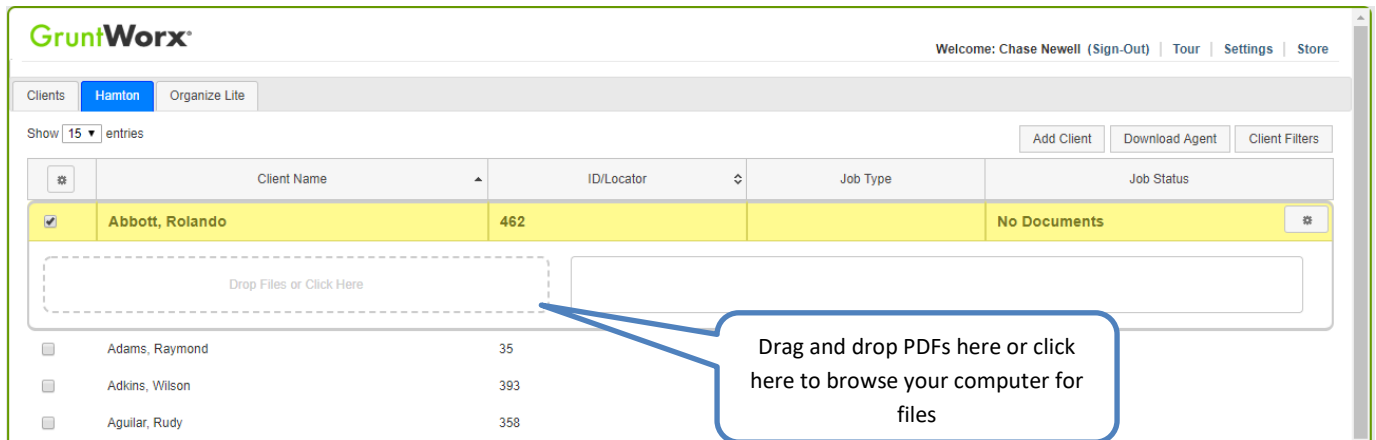 GruntWorx
Welcome: Chase Newell (Sign-Out) | Tour | Settings | Store
Clients Hamton Organize Lite
Show 15 entries
Add Client Download Agent Client Filters
Client Name ID/Locator Job Type Job Status
Abbott, Rolando 462 No Documents
Drop Files or Click Here
Adams, Raymond 35
Adkins, Wilson 393
Aguilar, Rudy 358
Drag and drop PDFs here or click
here to browse your computer for
files